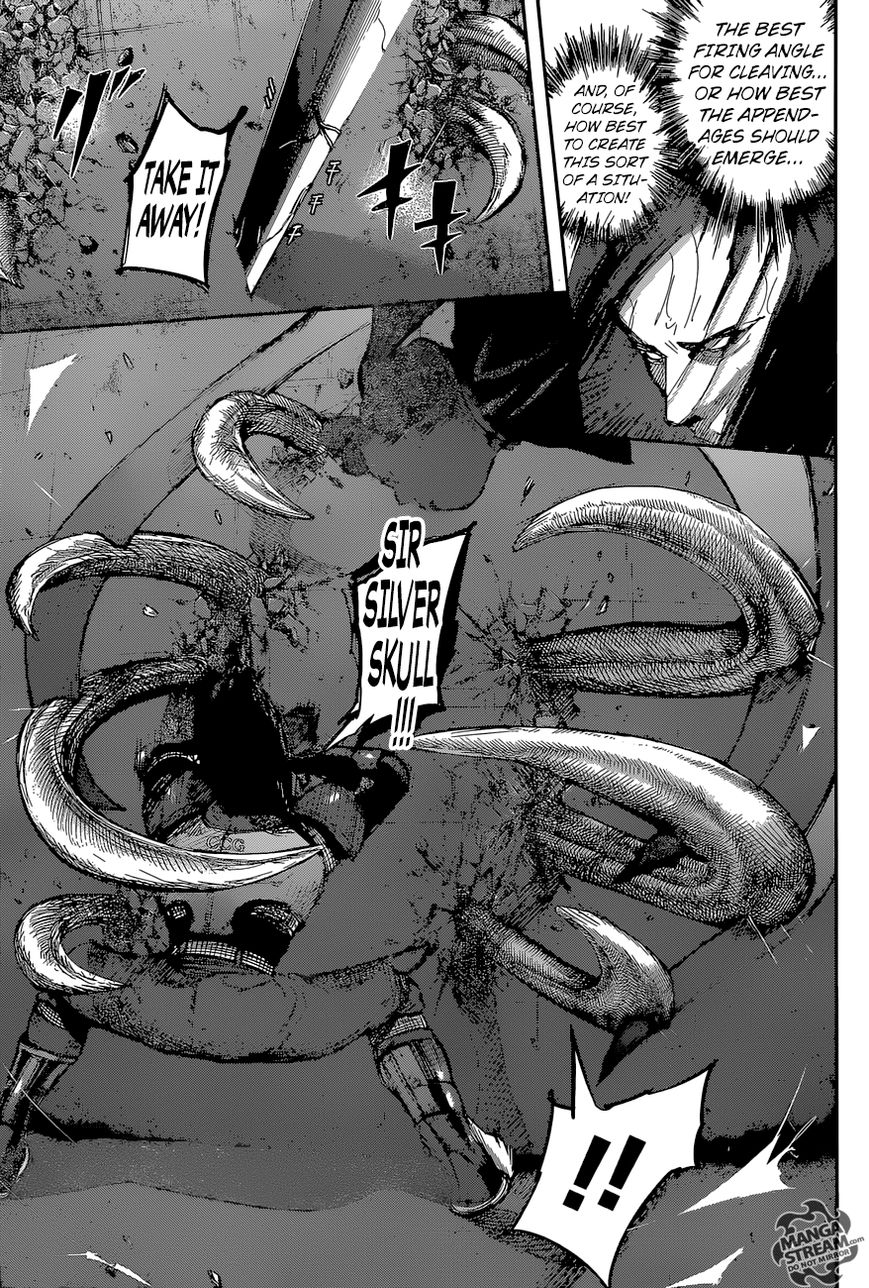 THE BEST
FIRING ANGLE
FOR CLEAVING...
OR HOW BEST
THE APPEND-
AGES SHOULD
EMERGE...
AND, OF
COURSE,
HOW BEST
TO CREATE
THIS SORT
OF A SITU-
ATION!
TAKE IT
AWAY!
SIR
SILVER
SKULL
!!!
CCG
!!
MANGA
STREAM.com
DO NOT MIRROR